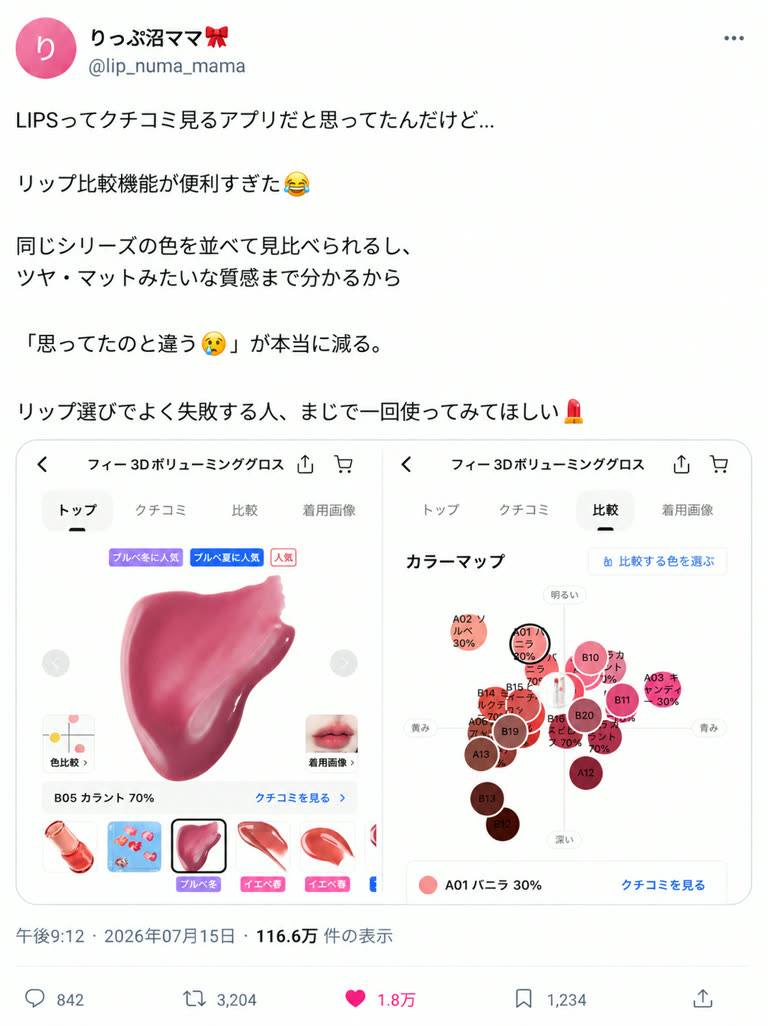 り
りっぷ沼ママ🎀
@lip_numa_mama
LIPSってクチコミ見るアプリだと思ってたんだけど…
リップ比較機能が便利すぎた😂
同じシリーズの色を並べて見比べられるし、
ツヤ・マットみたいな質感まで分かるから
「思ってたのと違う😢」が本当に減る。
リップ選びでよく失敗する人、まじで一回使ってみてほしい💄
フィー 3Dボリューミンググロス
トップ クチコミ 比較 着用画像
ブルベ冬に人気 ブルベ夏に人気 人気
色比較 ›
着用画像 ›
B05 カラント 70%
クチコミを見る ›
ブルベ冬 イエベ春 イエベ春
フィー 3Dボリューミンググロス
トップ クチコミ 比較 着用画像
カラーマップ
比較する色を選ぶ
明るい
A02 ソ
ルベ
30%
A01 バ
ニラ
30%
B10
A03 キ
ャンディ
ー 30%
B11
B14
B15
B20
B16
B19
A13
A12
B13
黄み
青み
深い
A01 バニラ 30%
クチコミを見る
午後9:12 · 2026年07月15日 · 116.6万 件の表示
842
3,204
1.8万
1,234